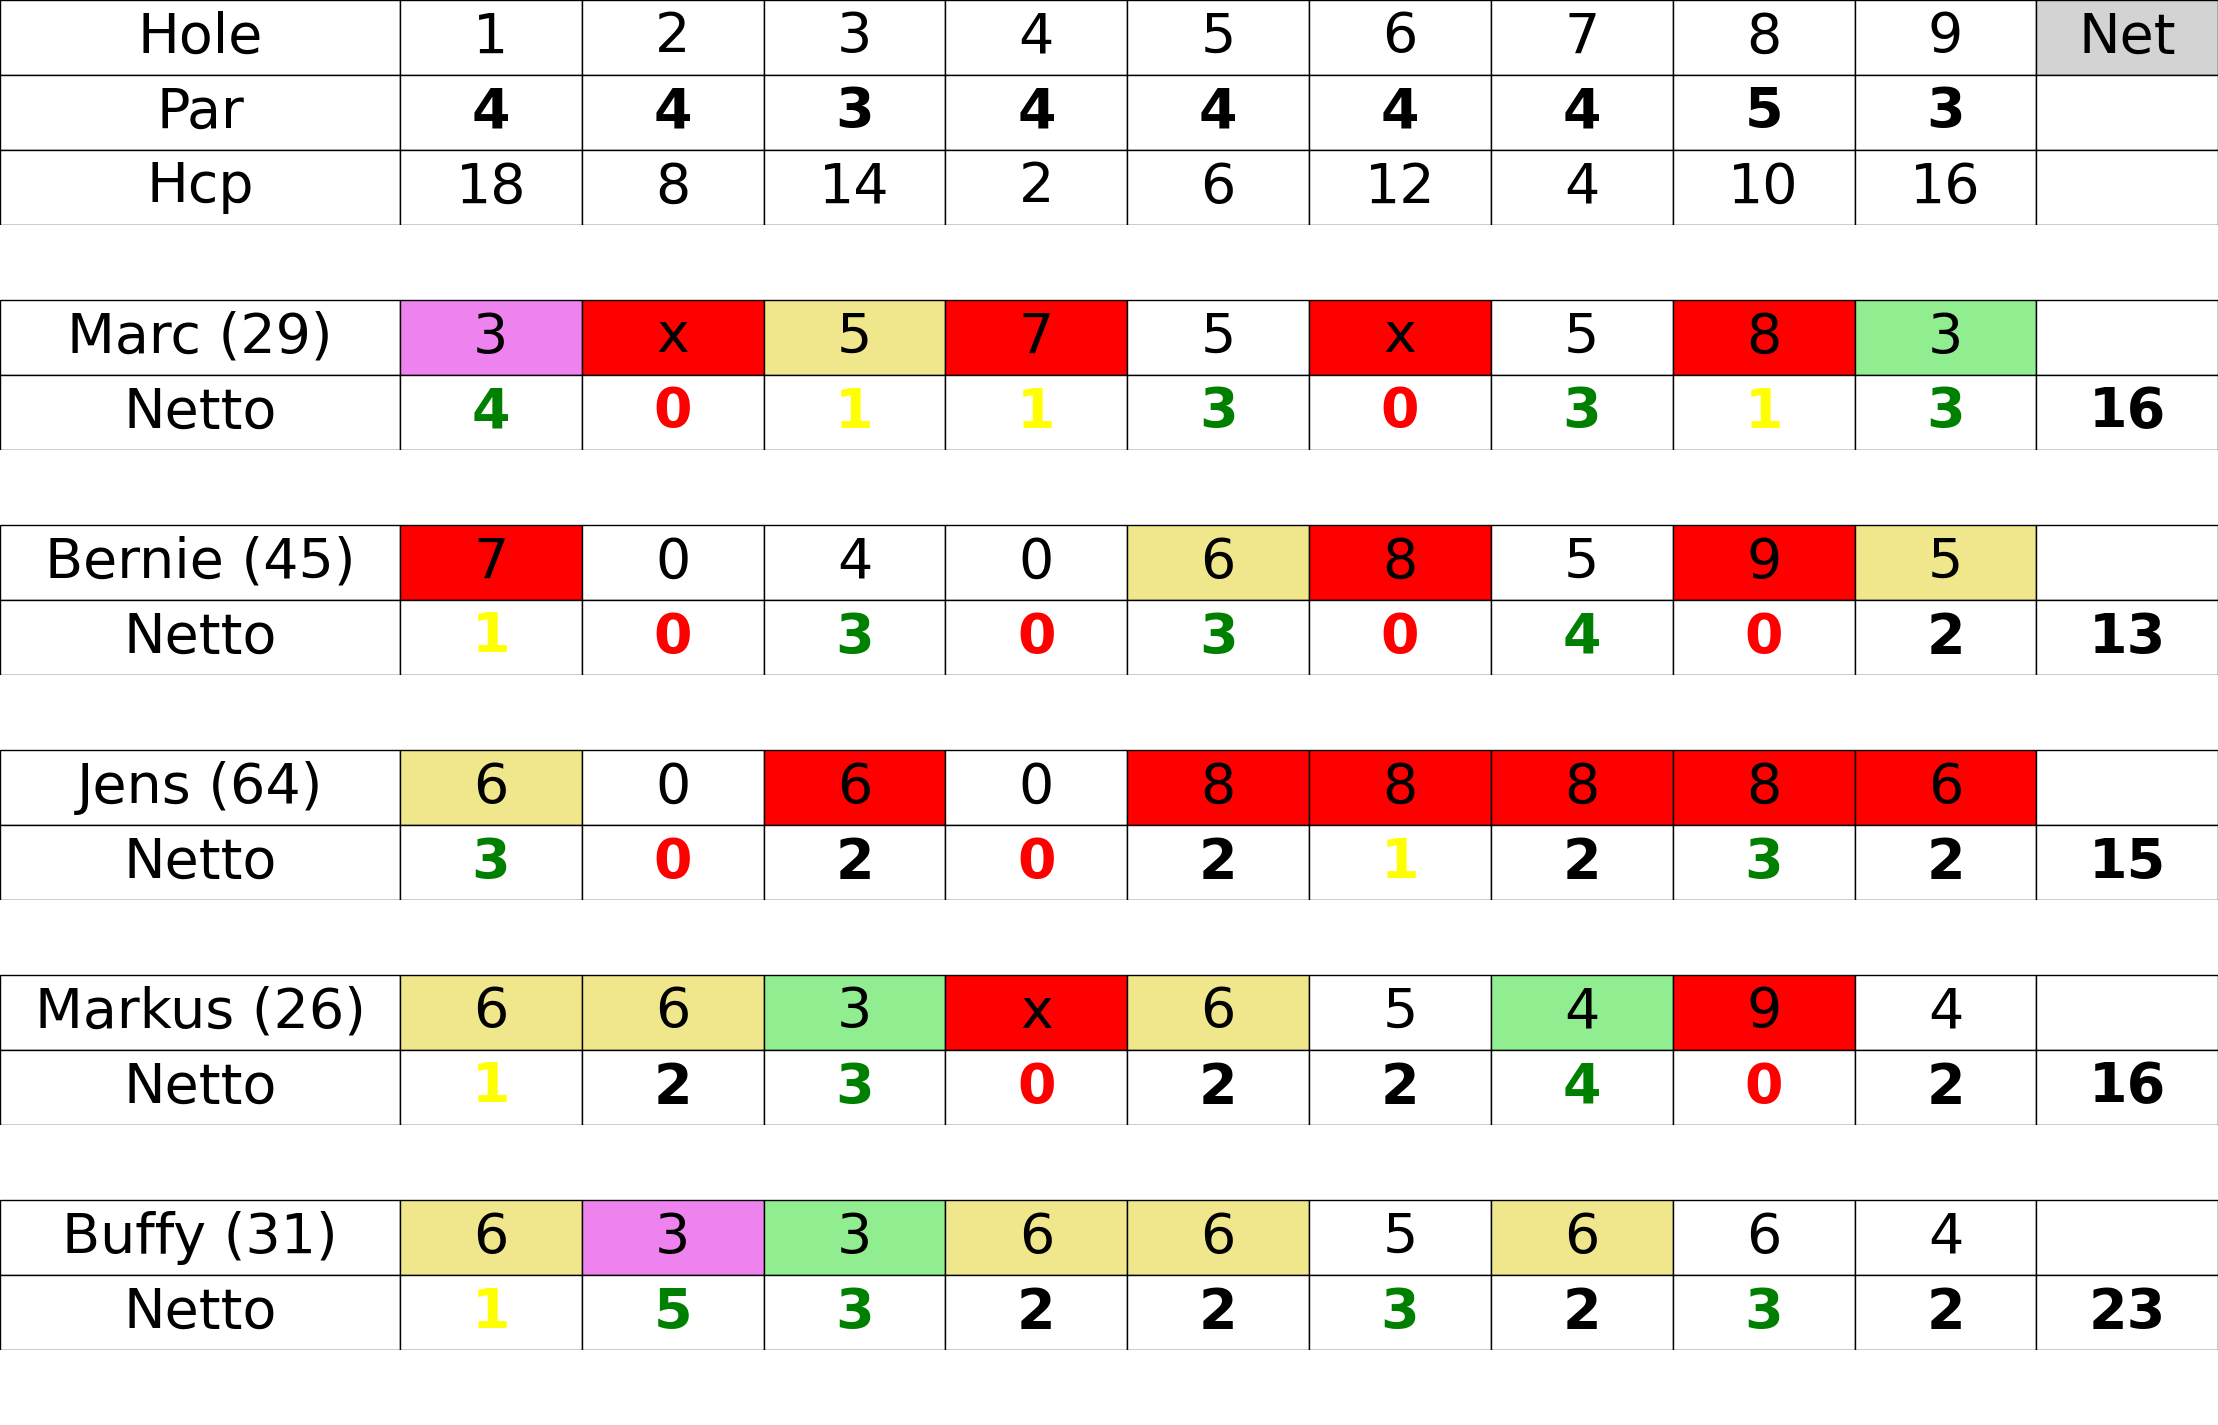 Hole 1 2 3 4 5 6 7 8 9 Net
Par 4 4 3 4 4 4 4 5 3
Hcp 18 8 14 2 6 12 4 10 16
Marc (29) 3 x 5 7 5 x 5 8 3
Netto 4 0 1 1 3 0 3 1 3 16
Bernie (45) 7 0 4 0 6 8 5 9 5
Netto 1 0 3 0 3 0 4 0 2 13
Jens (64) 6 0 6 0 8 8 8 8 6
Netto 3 0 2 0 2 1 2 3 2 15
Markus (26) 6 6 3 x 6 5 4 9 4
Netto 1 2 3 0 2 2 4 0 2 16
Buffy (31) 6 3 3 6 6 5 6 6 4
Netto 1 5 3 2 2 3 2 3 2 23